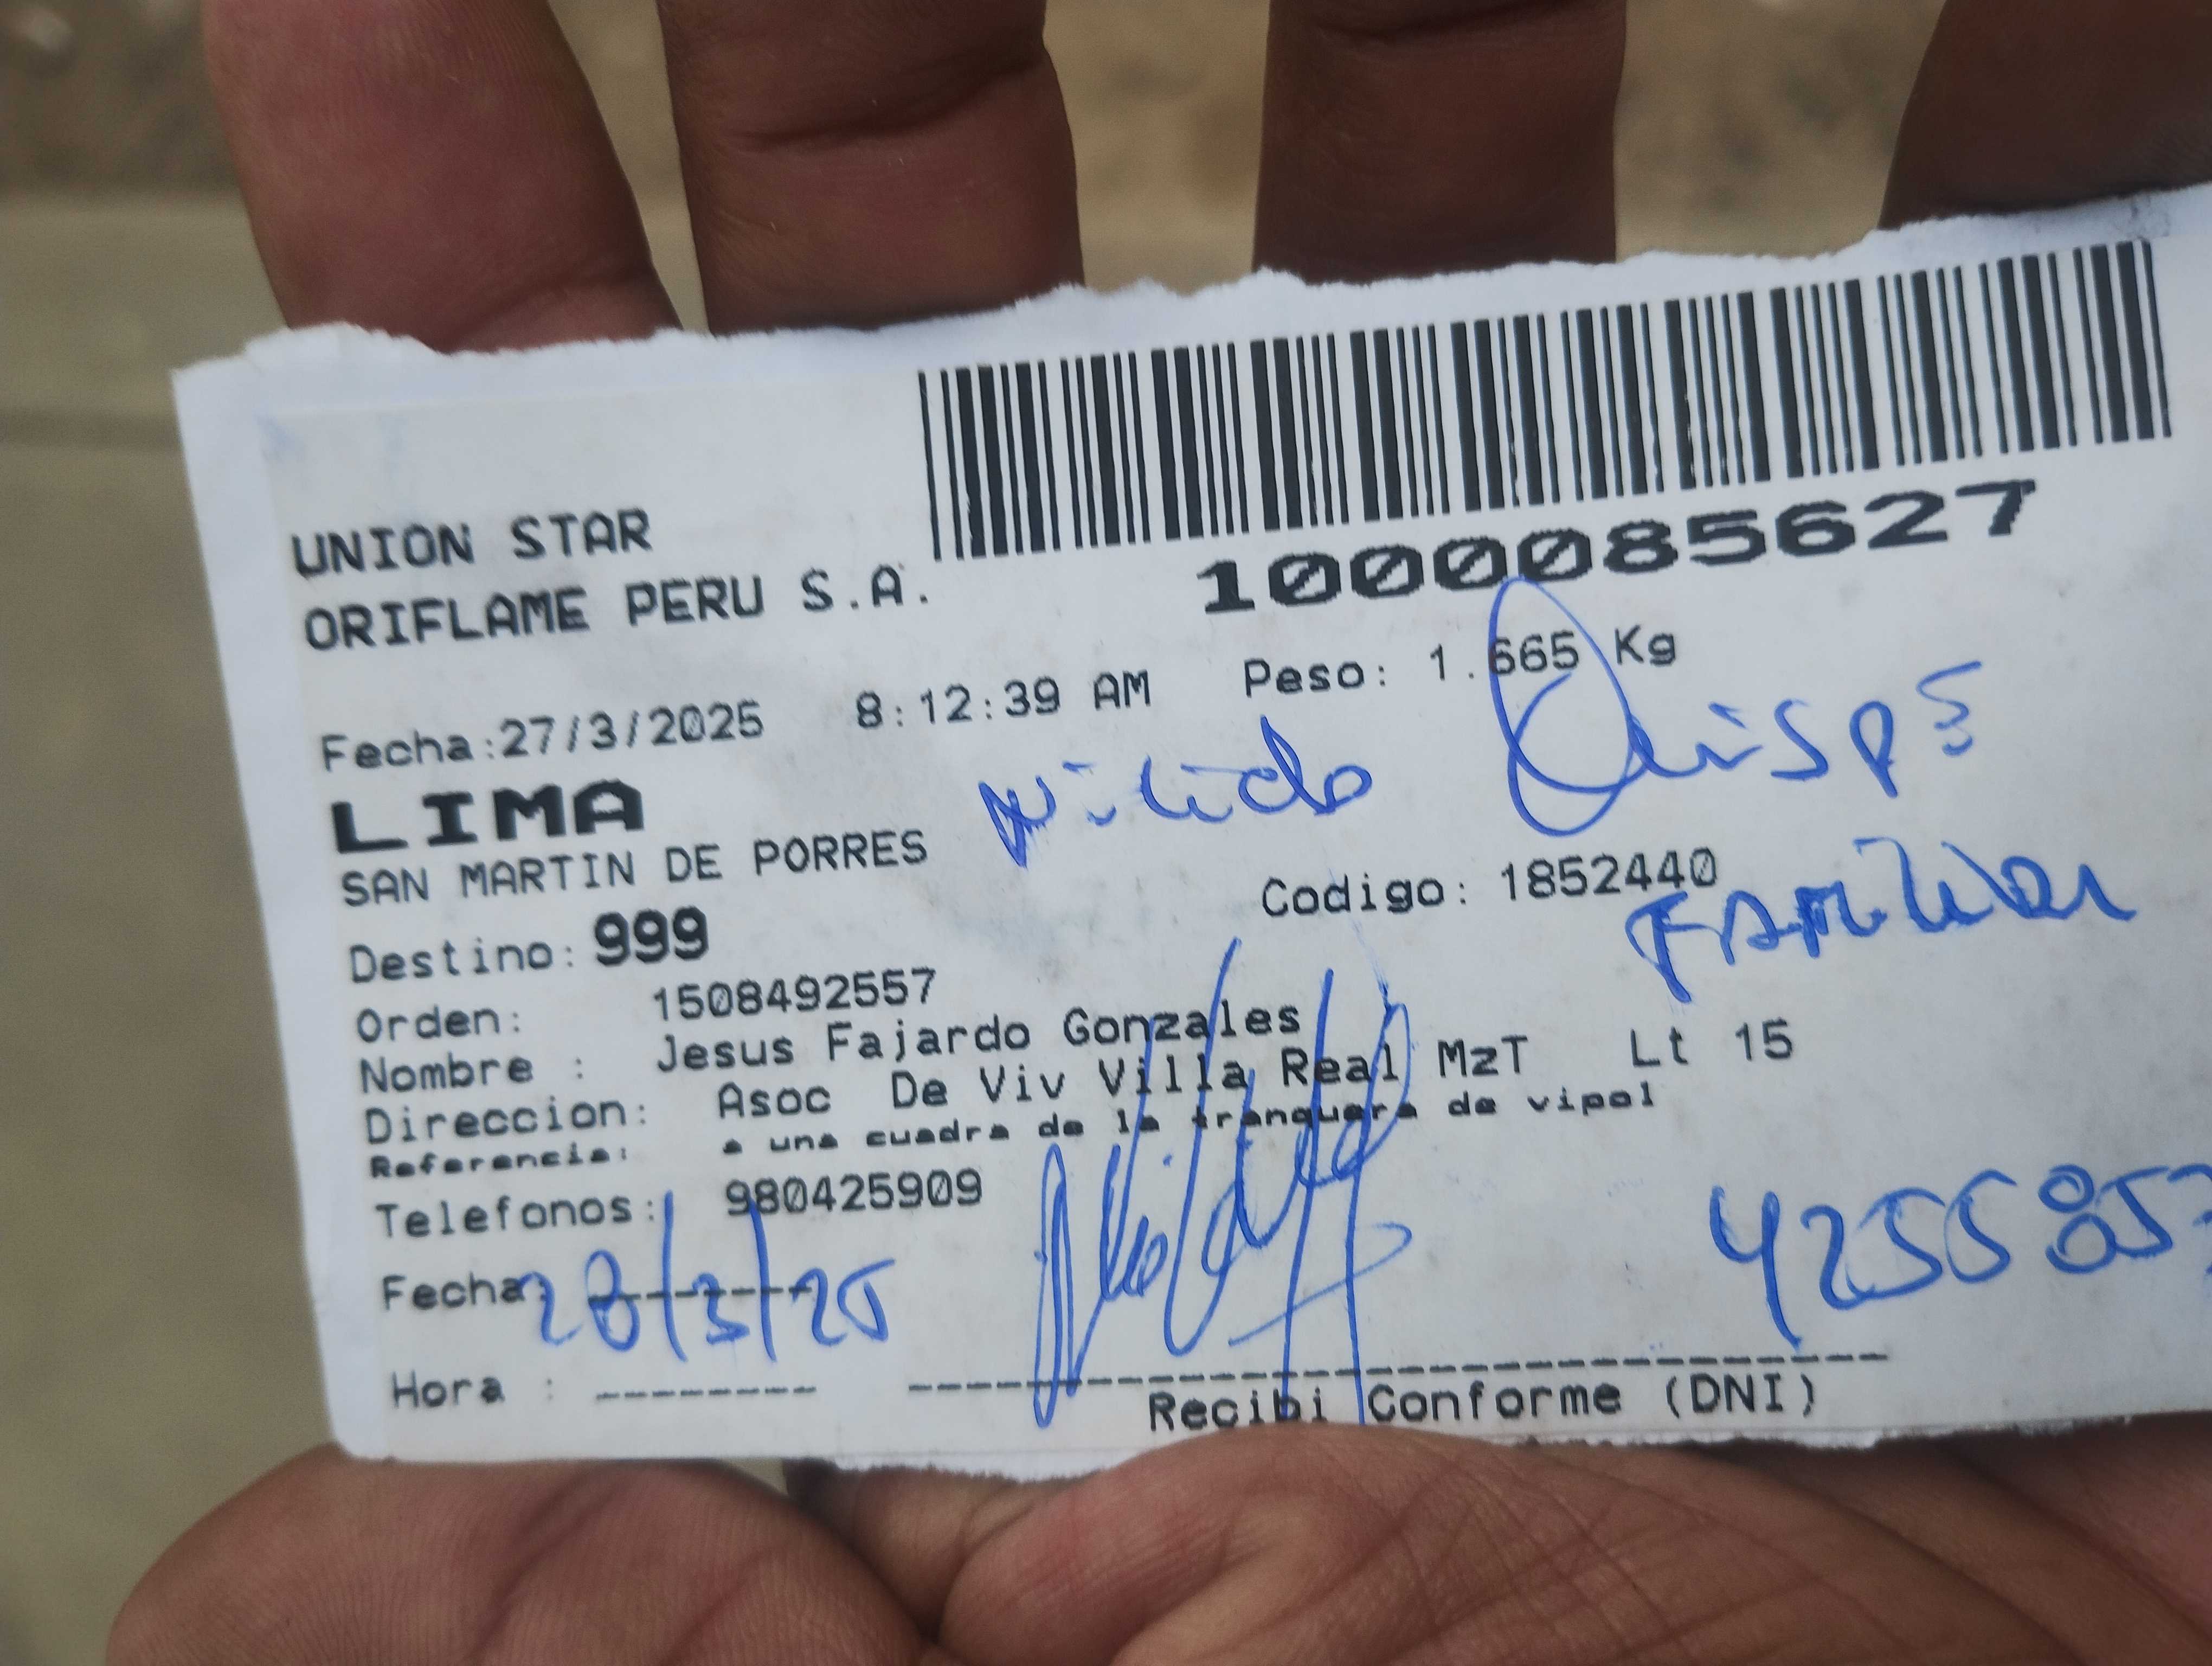 UNION STAR
ORIFLAME PERU S.A.
1000085627
Fecha:27/3/2025 8:12:39 AM Peso: 1.665 Kg
LIMA
Quispe
SAN MARTIN DE PORRES
Codigo: 1852440
Familiar
Destino: 999
Orden: 1508492557
Nombre : Jesus Fajardo Gonzales
Direccion: Asoc De Viv Villa Real MzT Lt 15
Referencia: a una cuadra de la tranquera de vipol
Telefonos: 980425909
Fecha: 28/3/25
4255857
Hora :
Recibi Conforme (DNI)